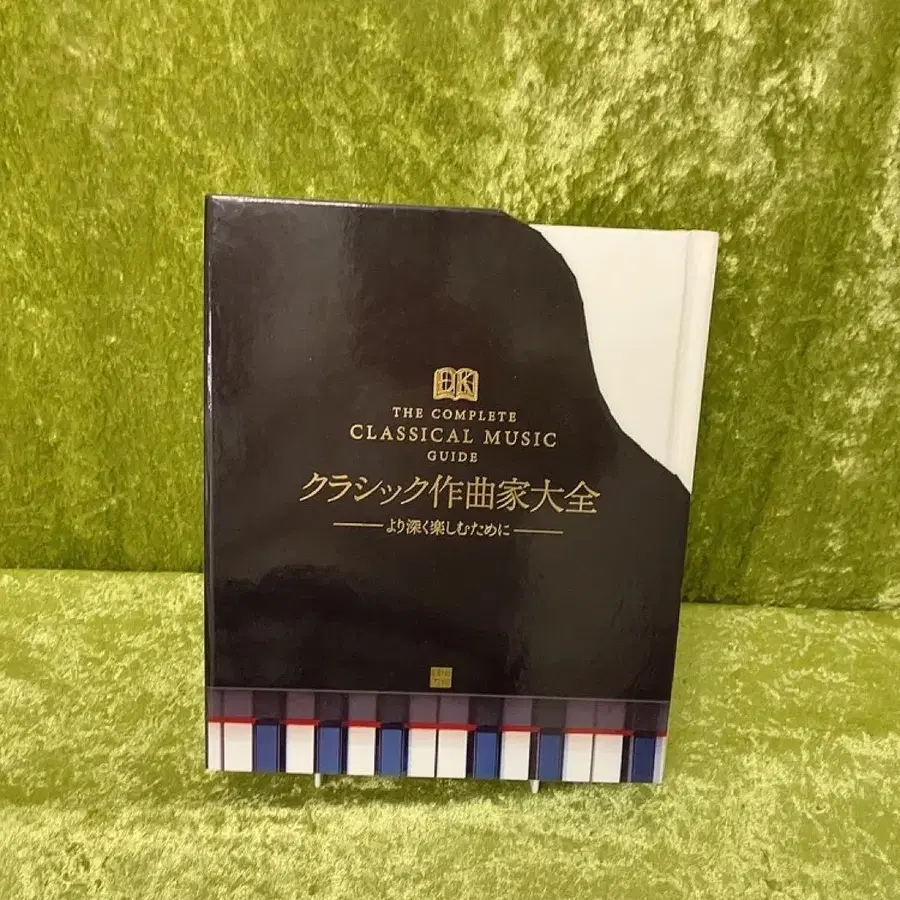 DK
THE COMPLETE
CLASSICAL MUSIC
GUIDE
クラシック作曲家大全
より深く楽しむために